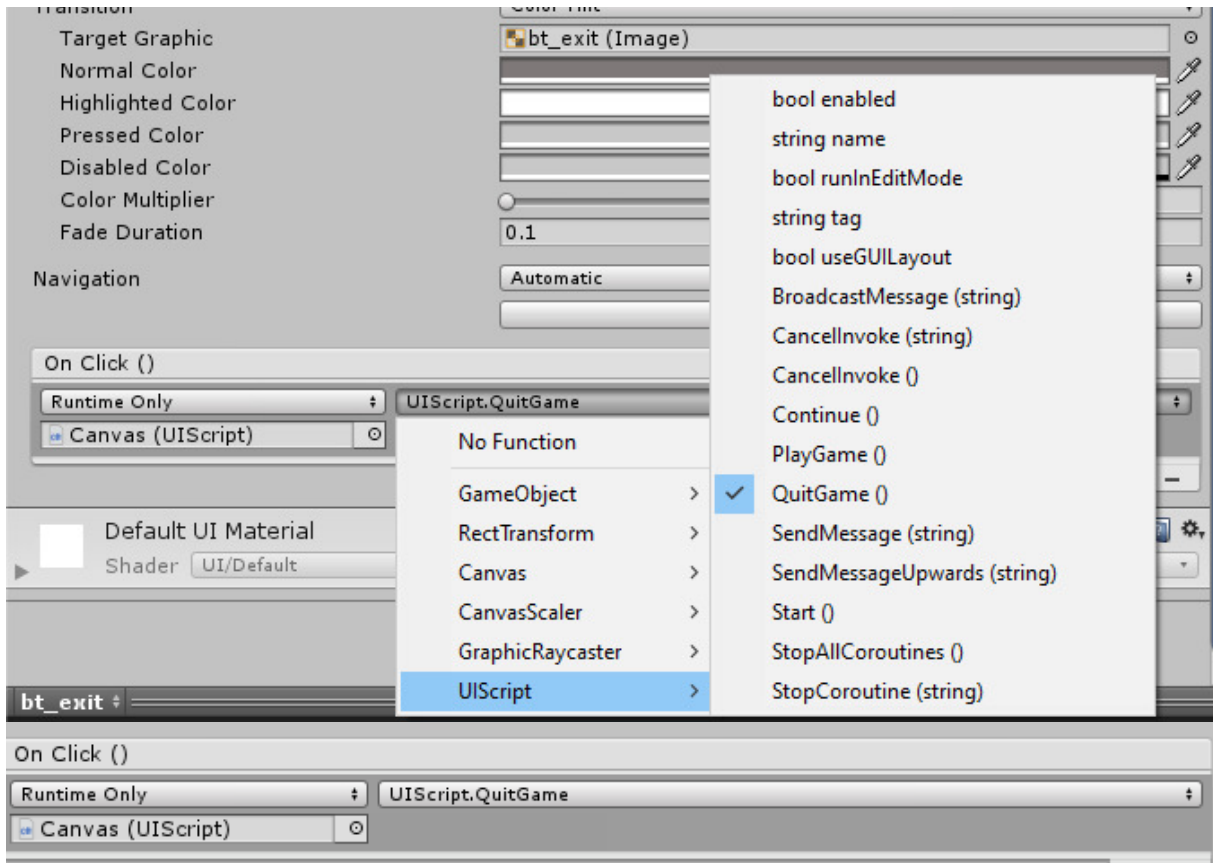 Transition Color Tint
Target Graphic bt_exit (Image)
Normal Color
Highlighted Color
Pressed Color
Disabled Color
Color Multiplier
Fade Duration 0.1
Navigation Automatic
On Click ()
Runtime Only UIScript.QuitGame
Canvas (UIScript)
No Function
GameObject
RectTransform
Canvas
CanvasScaler
GraphicRaycaster
UIScript
bool enabled
string name
bool runInEditMode
string tag
bool useGUILayout
BroadcastMessage (string)
CancelInvoke (string)
CancelInvoke ()
Continue ()
PlayGame ()
QuitGame ()
SendMessage (string)
SendMessageUpwards (string)
Start ()
StopAllCoroutines ()
StopCoroutine (string)
Default UI Material
Shader UI/Default
bt_exit
On Click ()
Runtime Only UIScript.QuitGame
Canvas (UIScript)